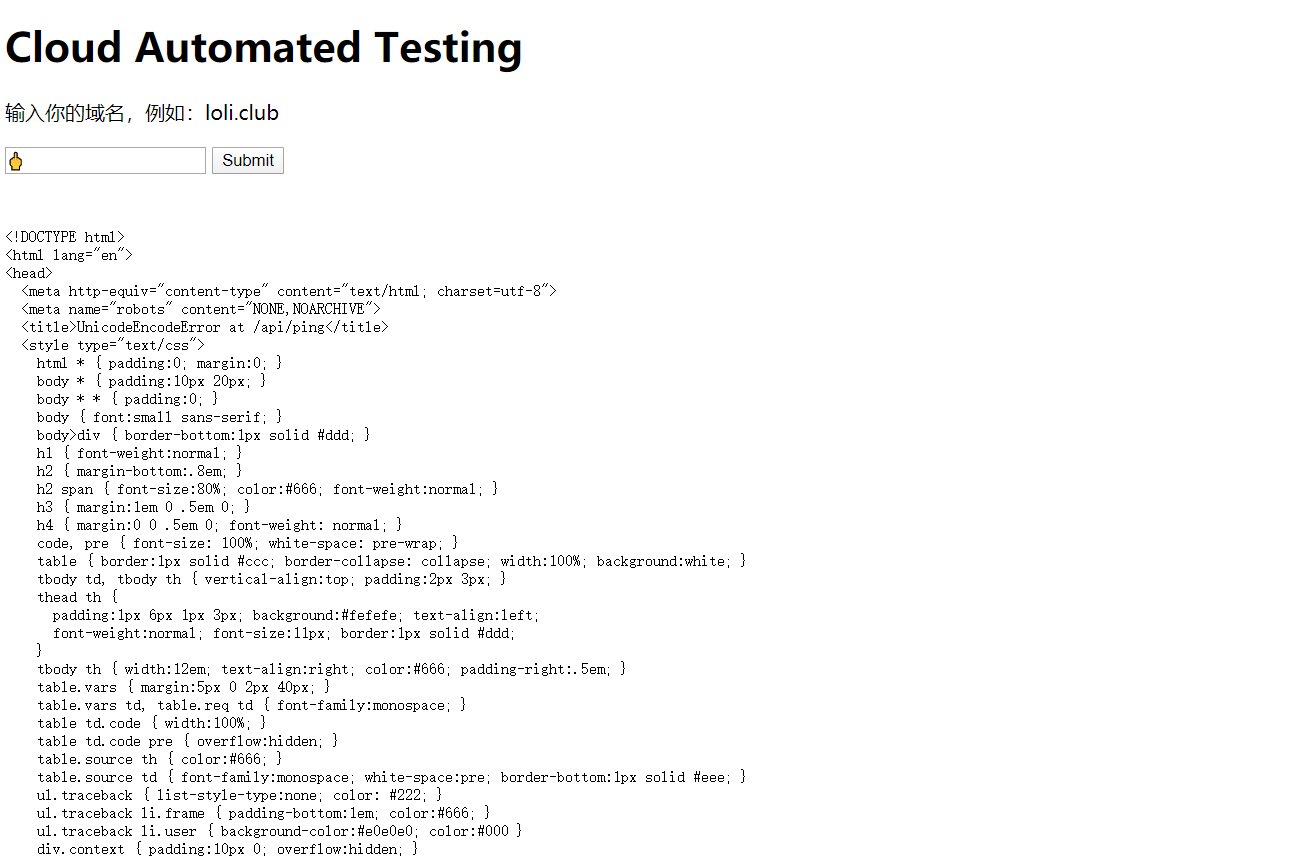 Cloud Automated Testing
输入你的域名，例如：loli.club
🖕 Submit
<!DOCTYPE html>
<html lang="en">
<head>
  <meta http-equiv="content-type" content="text/html; charset=utf-8">
  <meta name="robots" content="NONE,NOARCHIVE">
  <title>UnicodeEncodeError at /api/ping</title>
  <style type="text/css">
    html * { padding:0; margin:0; }
    body * { padding:10px 20px; }
    body * * { padding:0; }
    body { font:small sans-serif; }
    body>div { border-bottom:1px solid #ddd; }
    h1 { font-weight:normal; }
    h2 { margin-bottom:.8em; }
    h2 span { font-size:80%; color:#666; font-weight:normal; }
    h3 { margin:1em 0 .5em 0; }
    h4 { margin:0 0 .5em 0; font-weight: normal; }
    code, pre { font-size: 100%; white-space: pre-wrap; }
    table { border:1px solid #ccc; border-collapse: collapse; width:100%; background:white; }
    tbody td, tbody th { vertical-align:top; padding:2px 3px; }
    thead th {
      padding:1px 6px 1px 3px; background:#fefefe; text-align:left;
      font-weight:normal; font-size:11px; border:1px solid #ddd;
    }
    tbody th { width:12em; text-align:right; color:#666; padding-right:.5em; }
    table.vars { margin:5px 0 2px 40px; }
    table.vars td, table.req td { font-family:monospace; }
    table td.code { width:100%; }
    table td.code pre { overflow:hidden; }
    table.source th { color:#666; }
    table.source td { font-family:monospace; white-space:pre; border-bottom:1px solid #eee; }
    ul.traceback { list-style-type:none; color: #222; }
    ul.traceback li.frame { padding-bottom:1em; color:#666; }
    ul.traceback li.user { background-color:#e0e0e0; color:#000 }
    div.context { padding:10px 0; overflow:hidden; }